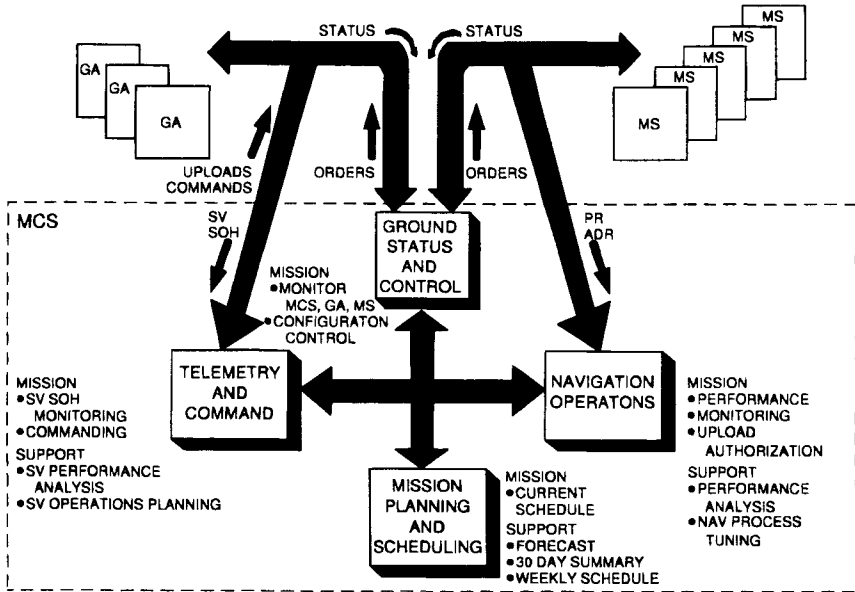 STATUS
STATUS
GA
GA
GA
MS
MS
MS
MS
MS
UPLOADS
COMMANDS
ORDERS
ORDERS
MCS
SV
SOH
PR
ADR
GROUND
STATUS
AND
CONTROL
MISSION
●MONITOR
MCS, GA, MS
●CONFIGURATON
CONTROL
TELEMETRY
AND
COMMAND
NAVIGATION
OPERATONS
MISSION
●SV SOH
MONITORING
●COMMANDING
SUPPORT
●SV PERFORMANCE
ANALYSIS
●SV OPERATIONS PLANNING
MISSION
●PERFORMANCE
●MONITORING
●UPLOAD
AUTHORIZATION
SUPPORT
●PERFORMANCE
ANALYSIS
●NAV PROCESS
TUNING
MISSION
PLANNING
AND
SCHEDULING
MISSION
●CURRENT
SCHEDULE
SUPPORT
●FORECAST
●30 DAY SUMMARY
●WEEKLY SCHEDULE